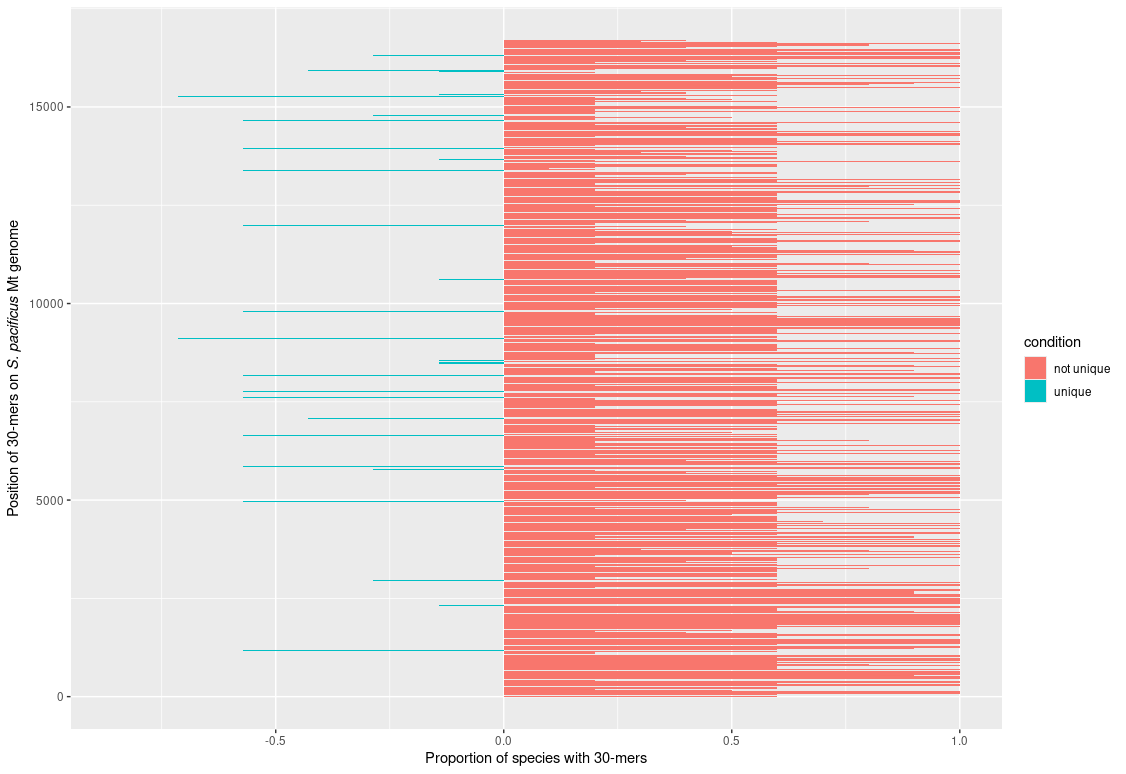 Position of 30-mers on S. pacificus Mt genome
15000
10000
5000
0
-0.5
0.0
0.5
1.0
Proportion of species with 30-mers
condition
not unique
unique